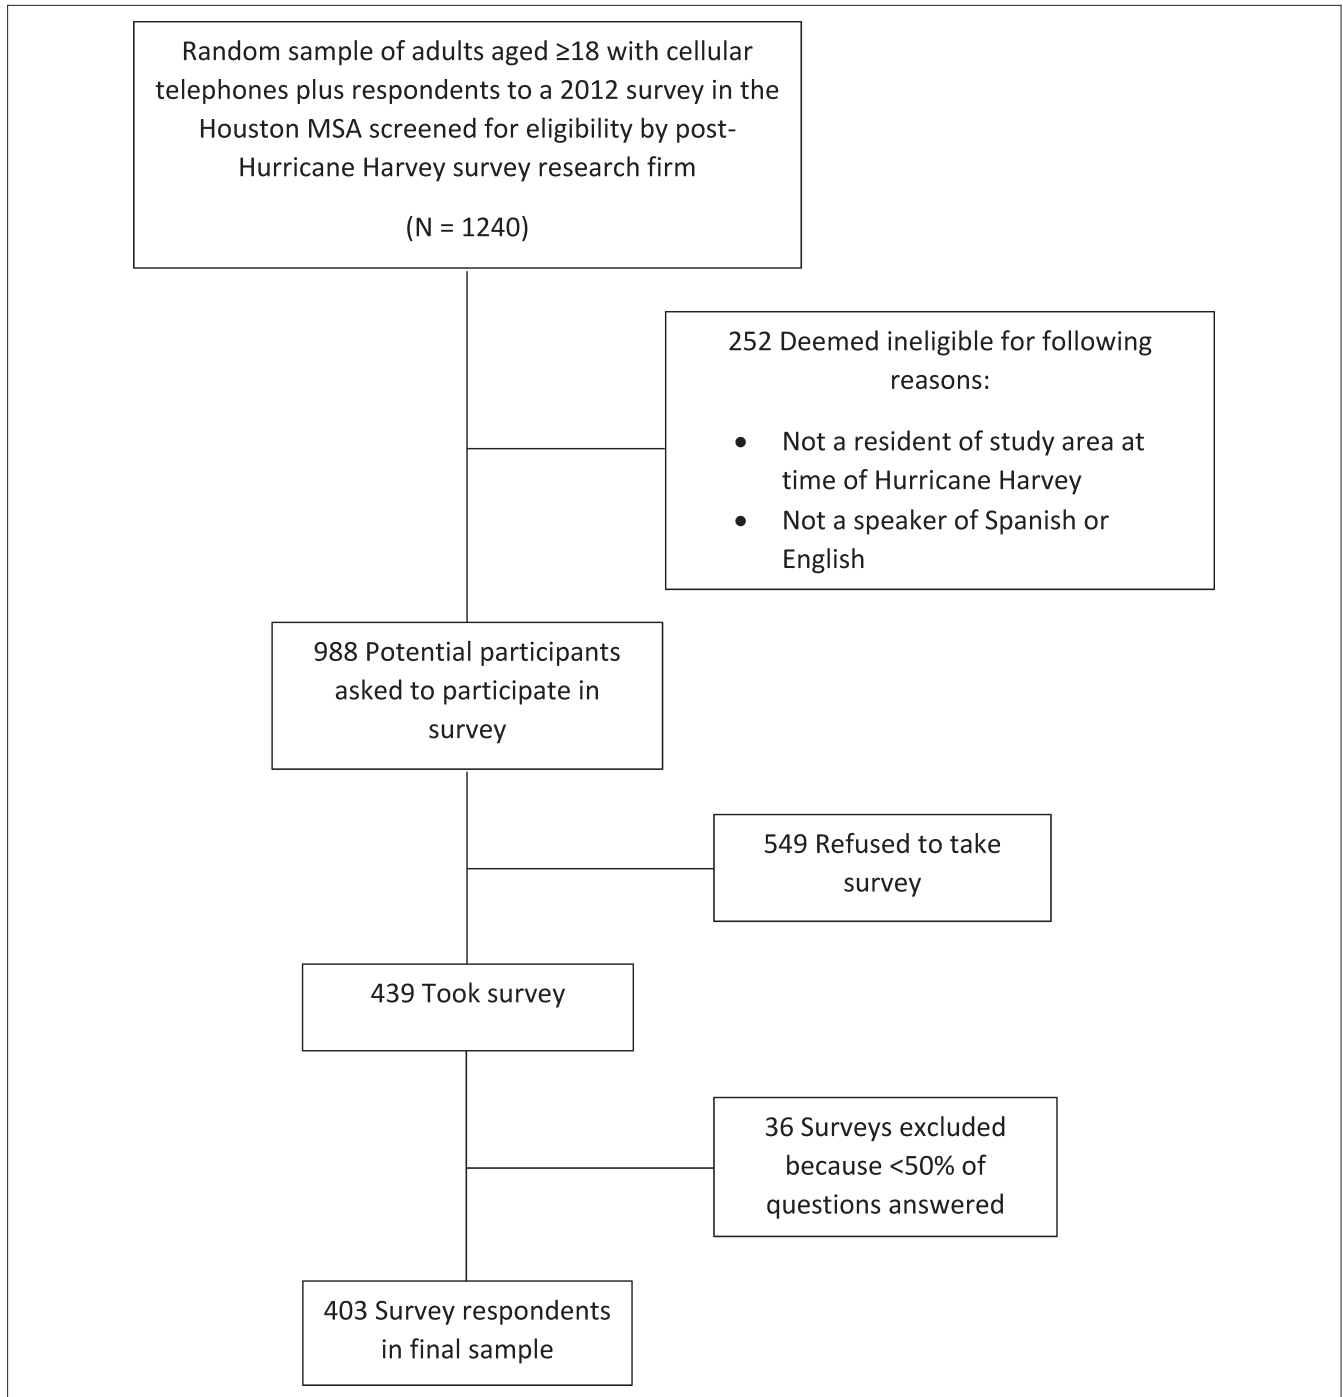 Random sample of adults aged ≥18 with cellular
telephones plus respondents to a 2012 survey in the
Houston MSA screened for eligibility by post-
Hurricane Harvey survey research firm
(N = 1240)
252 Deemed ineligible for following
reasons:
• Not a resident of study area at
time of Hurricane Harvey
• Not a speaker of Spanish or
English
988 Potential participants
asked to participate in
survey
549 Refused to take
survey
439 Took survey
36 Surveys excluded
because <50% of
questions answered
403 Survey respondents
in final sample